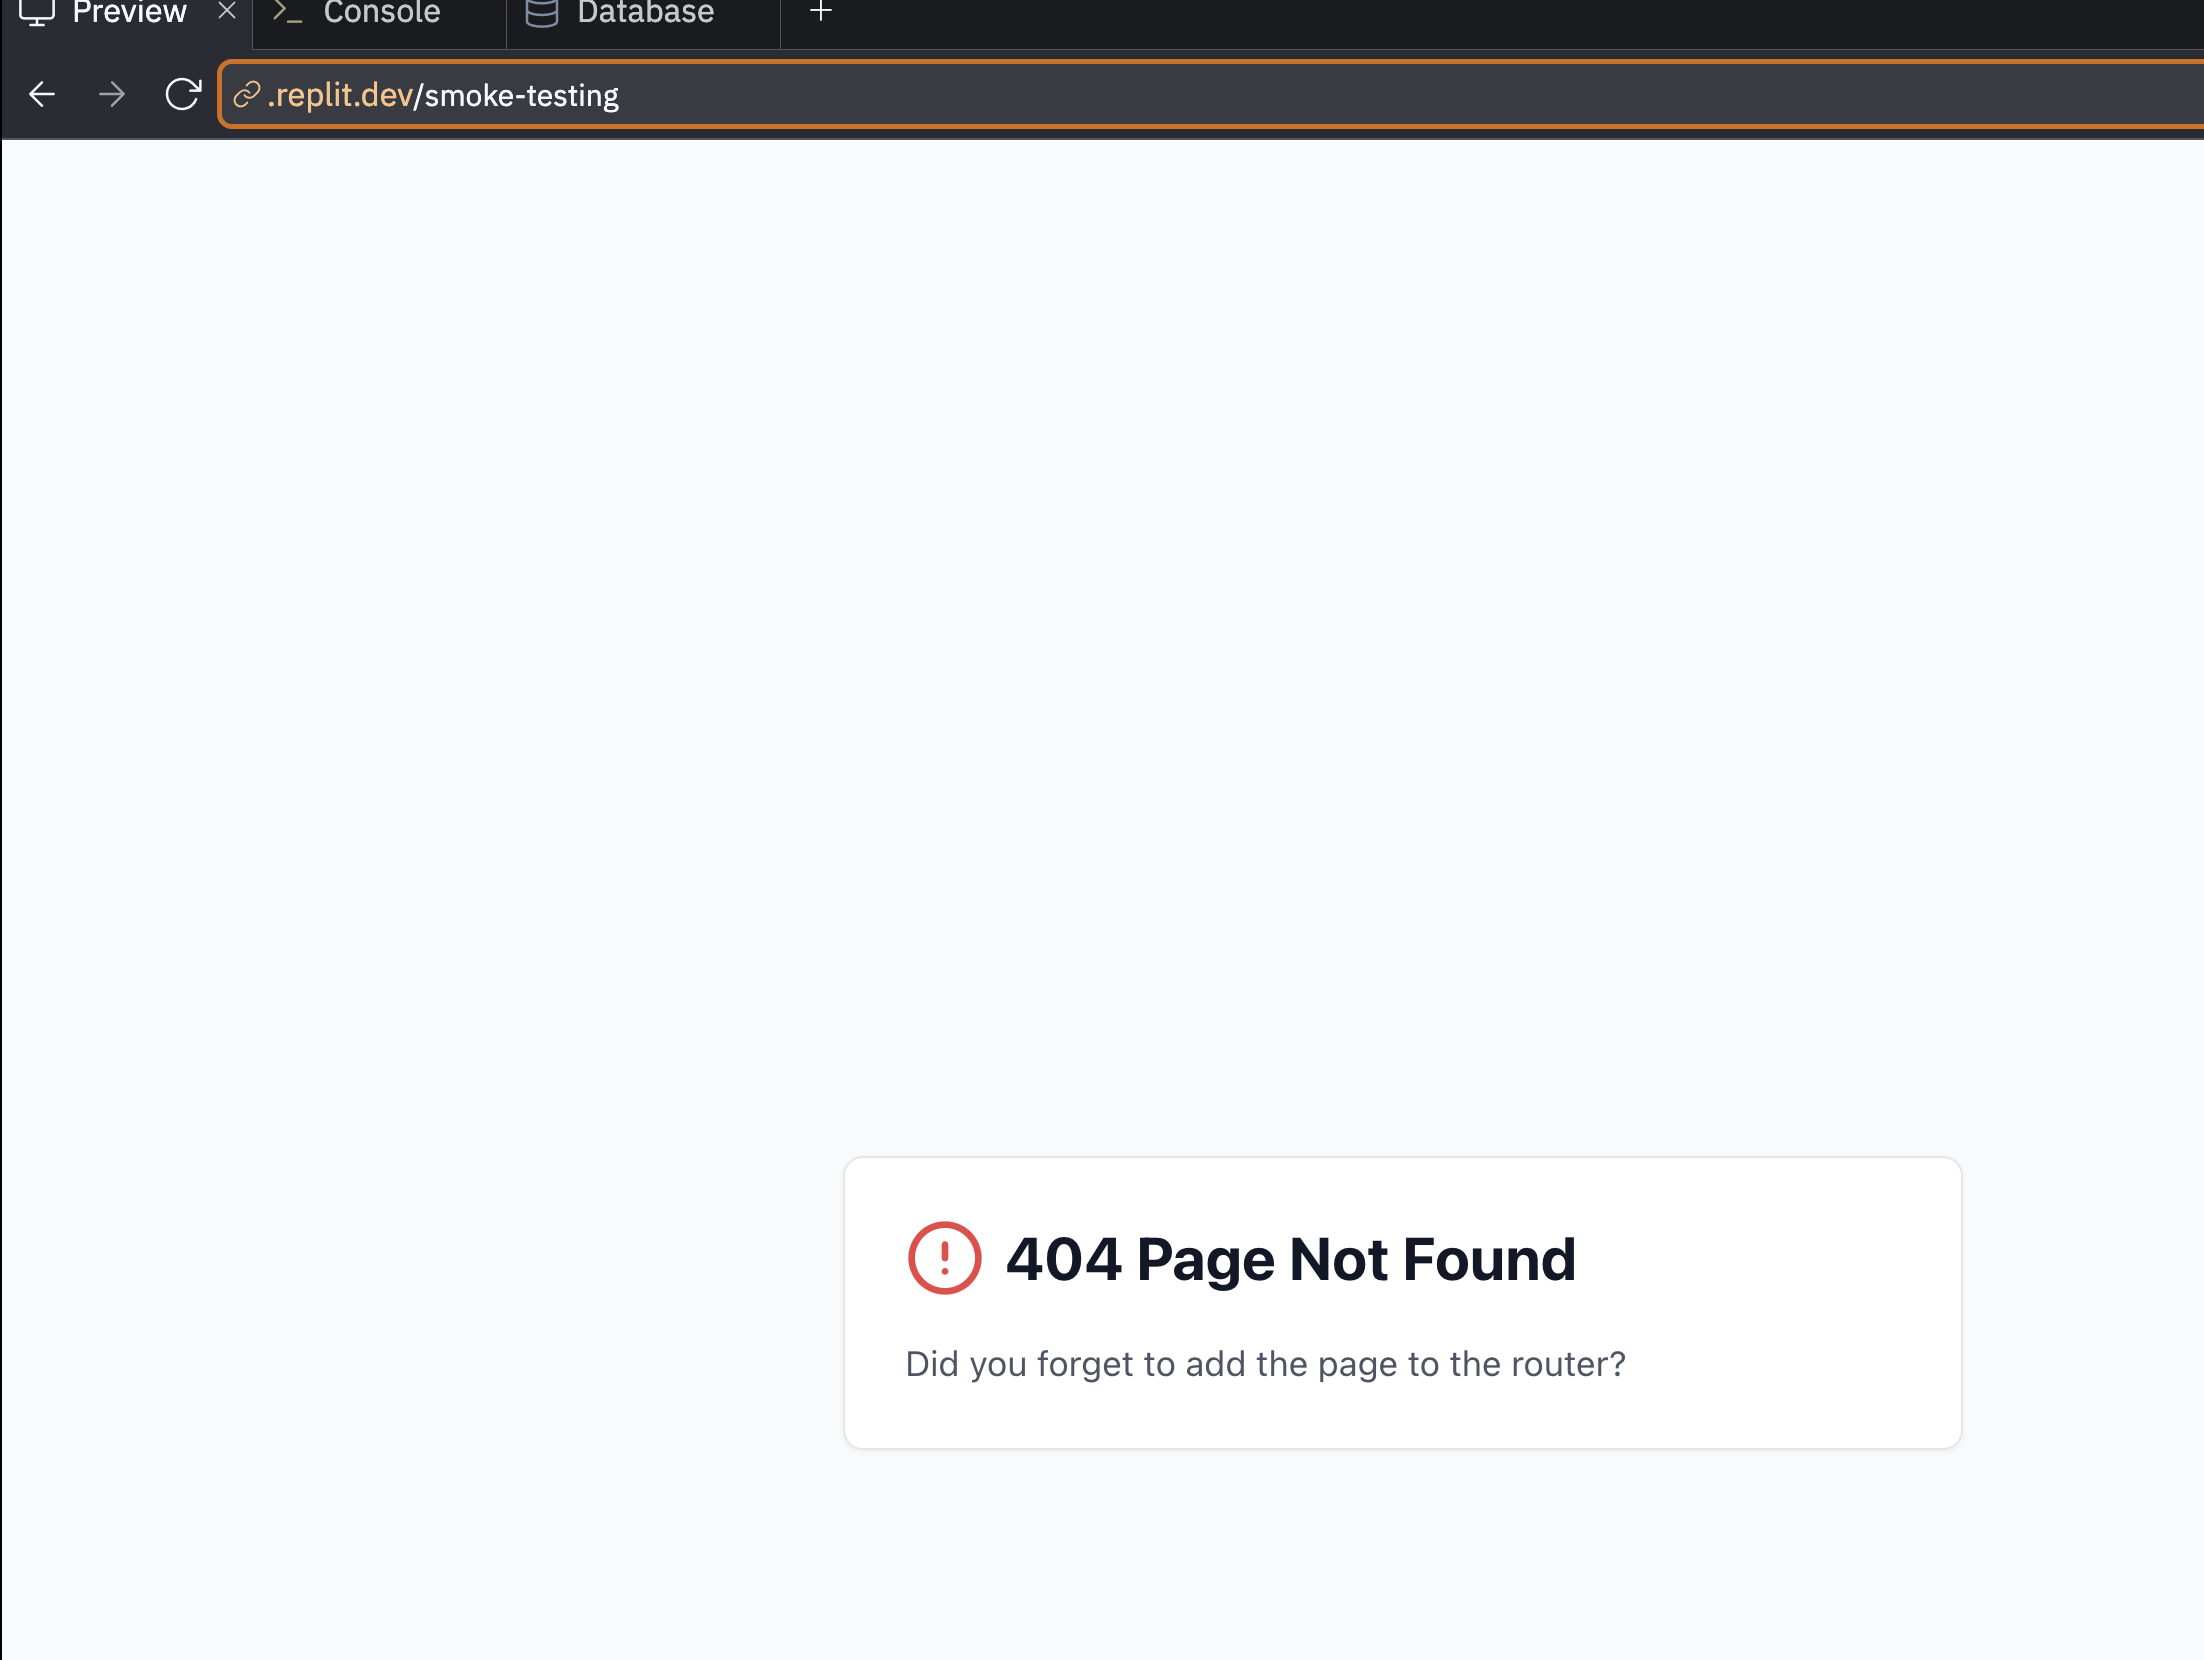 Preview Console Database
.replit.dev/smoke-testing
404 Page Not Found
Did you forget to add the page to the router?